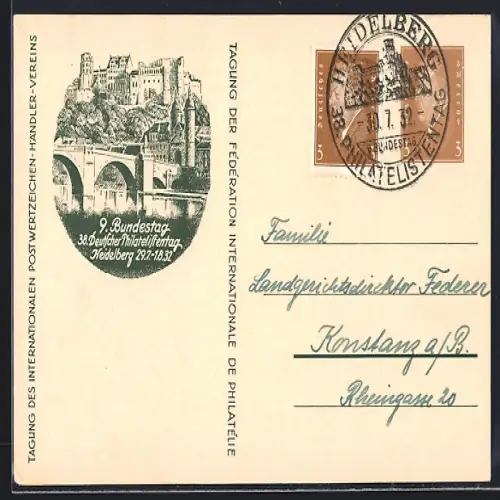 TAGUNG DES INTERNATIONALEN POSTWERTZEICHEN-HÄNDLER-VEREINS
9. Bundestag
38. Deutscher Philatelistentag
Heidelberg 29.7.-1.8.32
TAGUNG DER FÉDÉRATION INTERNATIONALE DE PHILATÉLIE
HEIDELBERG
- 30.7.32 -
BUNDESTAG
38. PHILATELISTENTAG
Deutsches
3
3
Familie
Landgerichtsdirektor Federer
Konstanz a/B.
Rheingasse 20